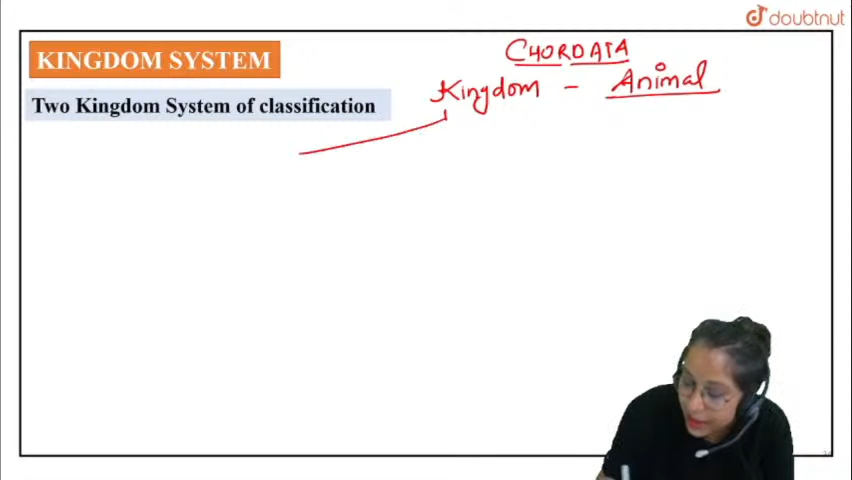 doubtnut
KINGDOM SYSTEM
CHORDATA
Kingdom - Animal
Two Kingdom System of classification